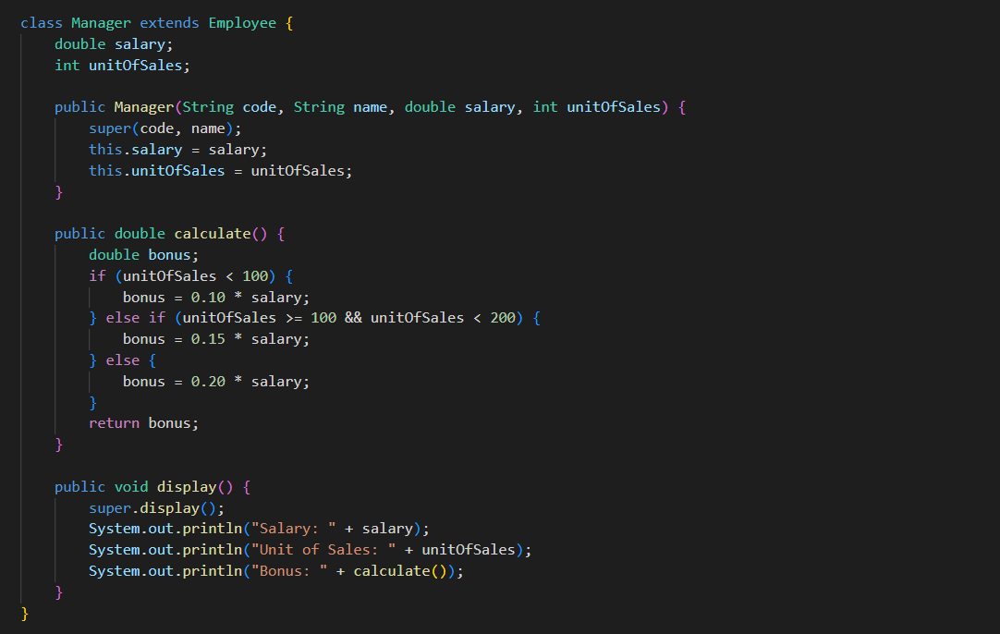 class Manager extends Employee {
    double salary;
    int unitOfSales;

    public Manager(String code, String name, double salary, int unitOfSales) {
        super(code, name);
        this.salary = salary;
        this.unitOfSales = unitOfSales;
    }

    public double calculate() {
        double bonus;
        if (unitOfSales < 100) {
            bonus = 0.10 * salary;
        } else if (unitOfSales >= 100 && unitOfSales < 200) {
            bonus = 0.15 * salary;
        } else {
            bonus = 0.20 * salary;
        }
        return bonus;
    }

    public void display() {
        super.display();
        System.out.println("Salary: " + salary);
        System.out.println("Unit of Sales: " + unitOfSales);
        System.out.println("Bonus: " + calculate());
    }
}